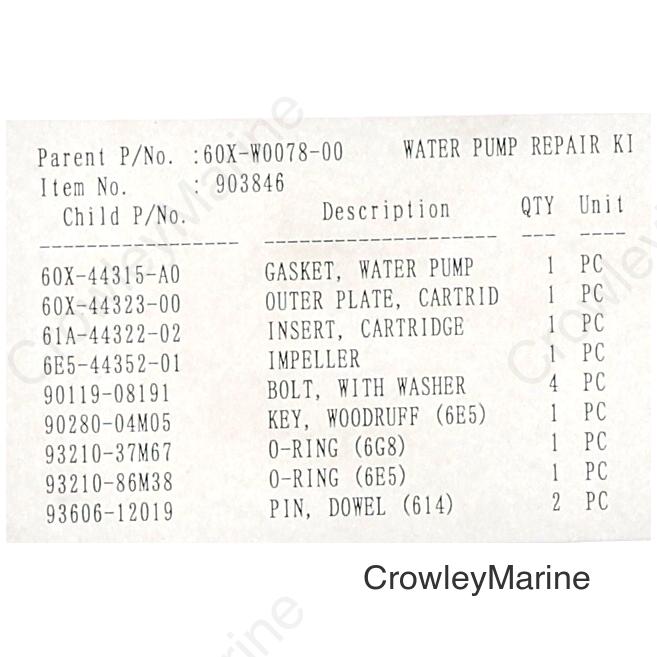 Parent P/No. :60X-W0078-00 WATER PUMP REPAIR KI
Item No. : 903846
Child P/No. Description QTY Unit
60X-44315-A0 GASKET, WATER PUMP 1 PC
60X-44323-00 OUTER PLATE, CARTRID 1 PC
61A-44322-02 INSERT, CARTRIDGE 1 PC
6E5-44352-01 IMPELLER 1 PC
90119-08191 BOLT, WITH WASHER 4 PC
90280-04M05 KEY, WOODRUFF (6E5) 1 PC
93210-37M67 O-RING (6G8) 1 PC
93210-86M38 O-RING (6E5) 1 PC
93606-12019 PIN, DOWEL (614) 2 PC
CrowleyMarine